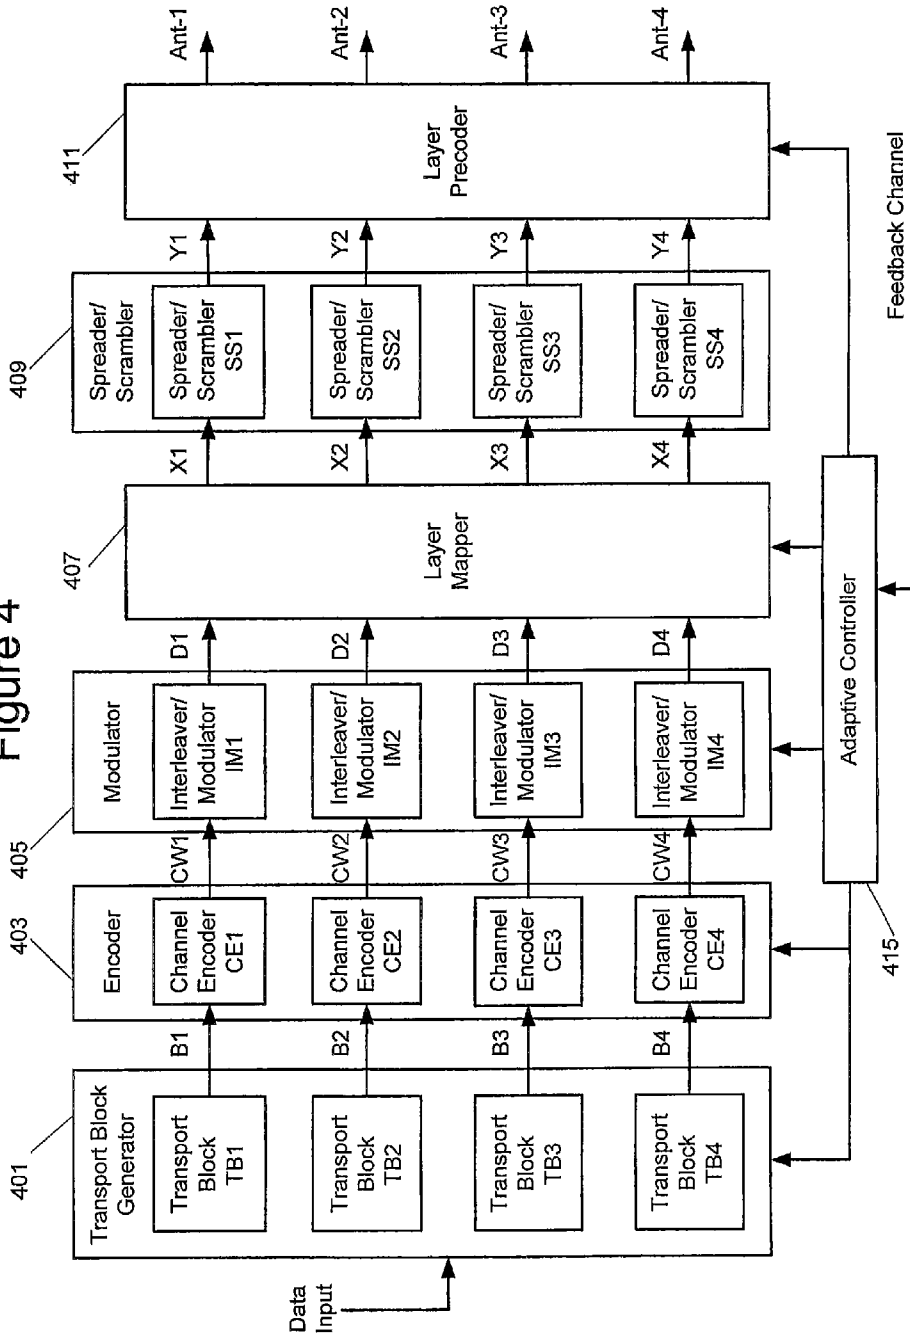 Figure 4
401
Transport Block
Generator
Transport
Block
TB1
Transport
Block
TB2
Transport
Block
TB3
Transport
Block
TB4
Data
Input
B1
B2
B3
B4
403
Encoder
Channel
Encoder
CE1
Channel
Encoder
CE2
Channel
Encoder
CE3
Channel
Encoder
CE4
CW1
CW2
CW3
CW4
405
Modulator
Interleaver/
Modulator
IM1
Interleaver/
Modulator
IM2
Interleaver/
Modulator
IM3
Interleaver/
Modulator
IM4
D1
D2
D3
D4
407
Layer
Mapper
X1
X2
X3
X4
409
Spreader/
Scrambler
Spreader/
Scrambler
SS1
Spreader/
Scrambler
SS2
Spreader/
Scrambler
SS3
Spreader/
Scrambler
SS4
Y1
Y2
Y3
Y4
411
Layer
Precoder
Ant-1
Ant-2
Ant-3
Ant-4
415
Adaptive Controller
Feedback Channel